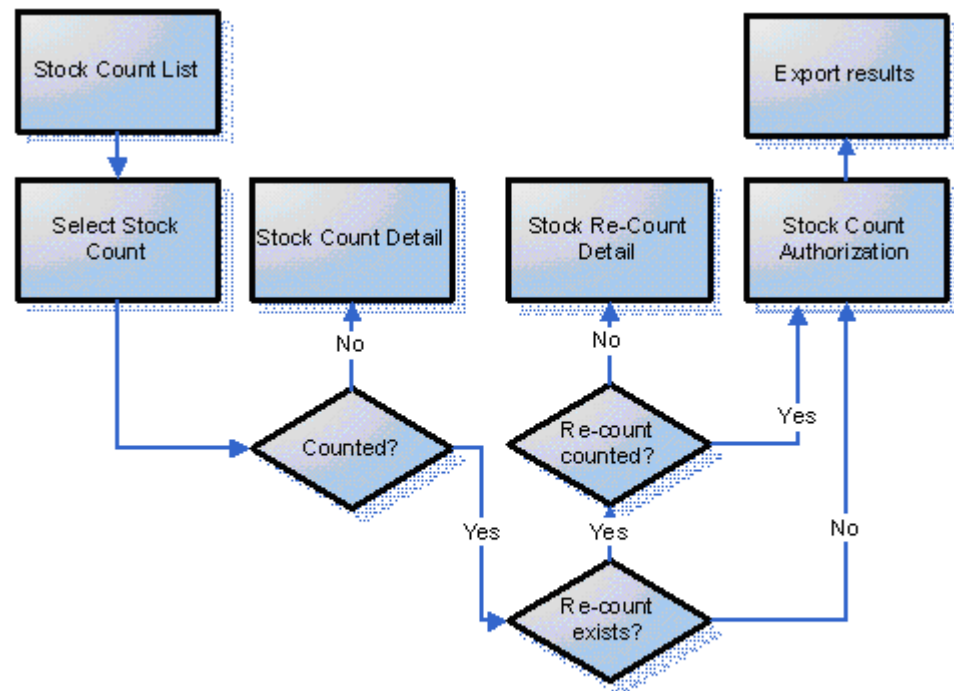 Stock Count List
Export results
Select Stock
Count
Stock Count Detail
Stock Re-Count
Detail
Stock Count
Authorization
No
No
Counted?
Re-count
counted?
Yes
Yes
Yes
No
Re-count
exists?